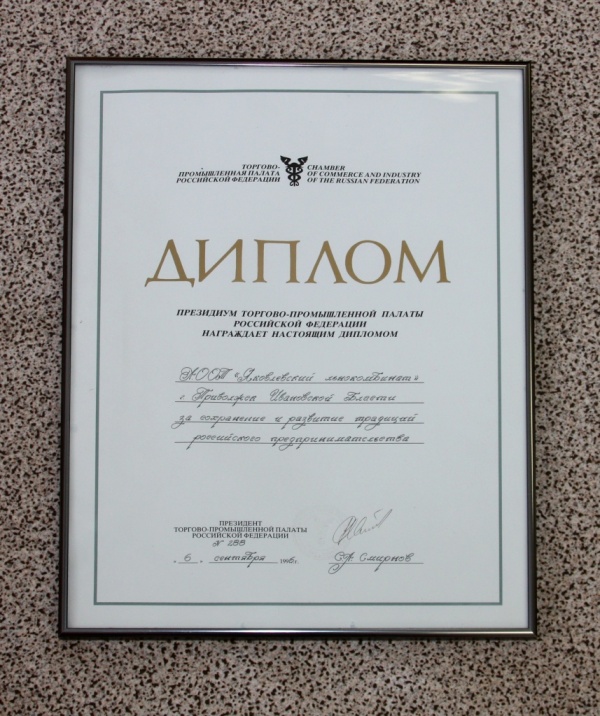 ТОРГОВО-
ПРОМЫШЛЕННАЯ ПАЛАТА
РОССИЙСКОЙ ФЕДЕРАЦИИ
CHAMBER
OF COMMERCE AND INDUSTRY
OF THE RUSSIAN FEDERATION
ДИПЛОМ
ПРЕЗИДИУМ ТОРГОВО-ПРОМЫШЛЕННОЙ ПАЛАТЫ
РОССИЙСКОЙ ФЕДЕРАЦИИ
НАГРАЖДАЕТ НАСТОЯЩИМ ДИПЛОМОМ
АООТ "Яковлевский льнокомбинат"
г. Приволжск Ивановской
за сохранение и развитие традиций
российского предпринимательства
ПРЕЗИДЕНТ
ТОРГОВО-ПРОМЫШЛЕННОЙ ПАЛАТЫ
РОССИЙСКОЙ ФЕДЕРАЦИИ
№
"6" сентября 1996г.
С.А. Смирнов